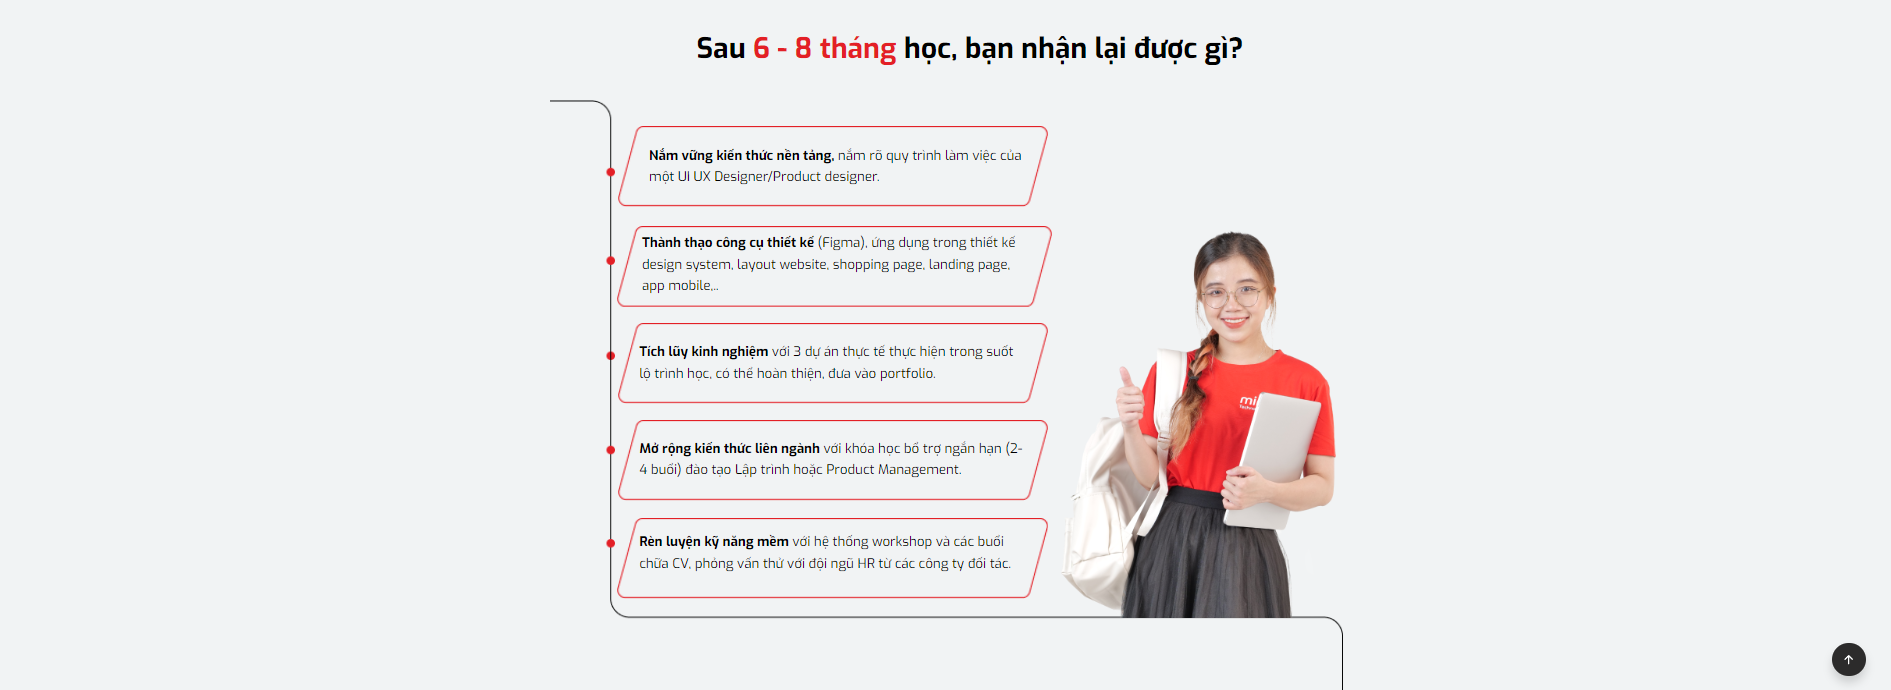 Sau 6 - 8 tháng học, bạn nhận lại được gì?
Nắm vững kiến thức nền tảng, nắm rõ quy trình làm việc của
một UI UX Designer/Product designer.
Thành thạo công cụ thiết kế (Figma), ứng dụng trong thiết kế
design system, layout website, shopping page, landing page,
app mobile,..
Tích lũy kinh nghiệm với 3 dự án thực tế thực hiện trong suốt
lộ trình học, có thể hoàn thiện, đưa vào portfolio.
Mở rộng kiến thức liên ngành với khóa học bổ trợ ngắn hạn (2-
4 buổi) đào tạo Lập trình hoặc Product Management.
Rèn luyện kỹ năng mềm với hệ thống workshop và các buổi
chữa CV, phỏng vấn thử với đội ngũ HR từ các công ty đối tác.